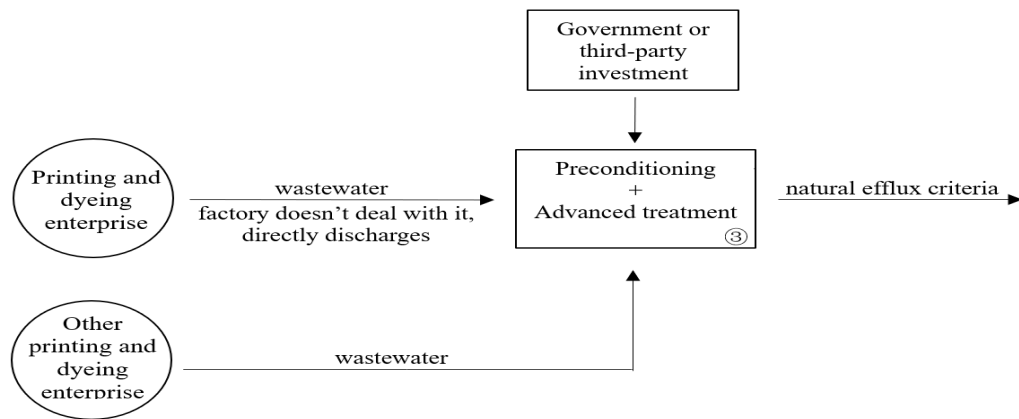 Government or
third-party
investment
Printing and
dyeing
enterprise
wastewater
factory doesn’t deal with it,
directly discharges
Preconditioning
+
Advanced treatment
③
natural efflux criteria
Other
printing and
dyeing
enterprise
wastewater